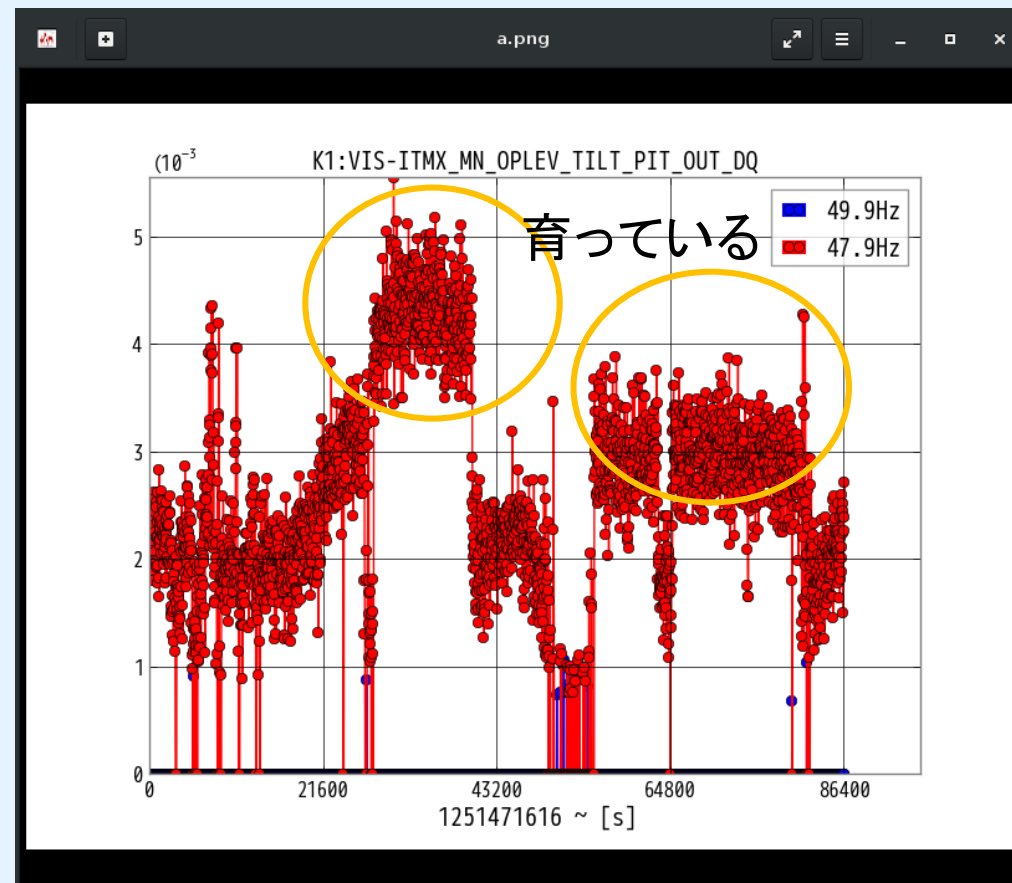 a.png
(10⁻³
K1:VIS-ITMX_MN_OPLEV_TILT_PIT_OUT_DQ
49.9Hz
47.9Hz
育っている
5
4
3
2
1
0
0 21600 43200 64800 86400
1251471616 ~ [s]